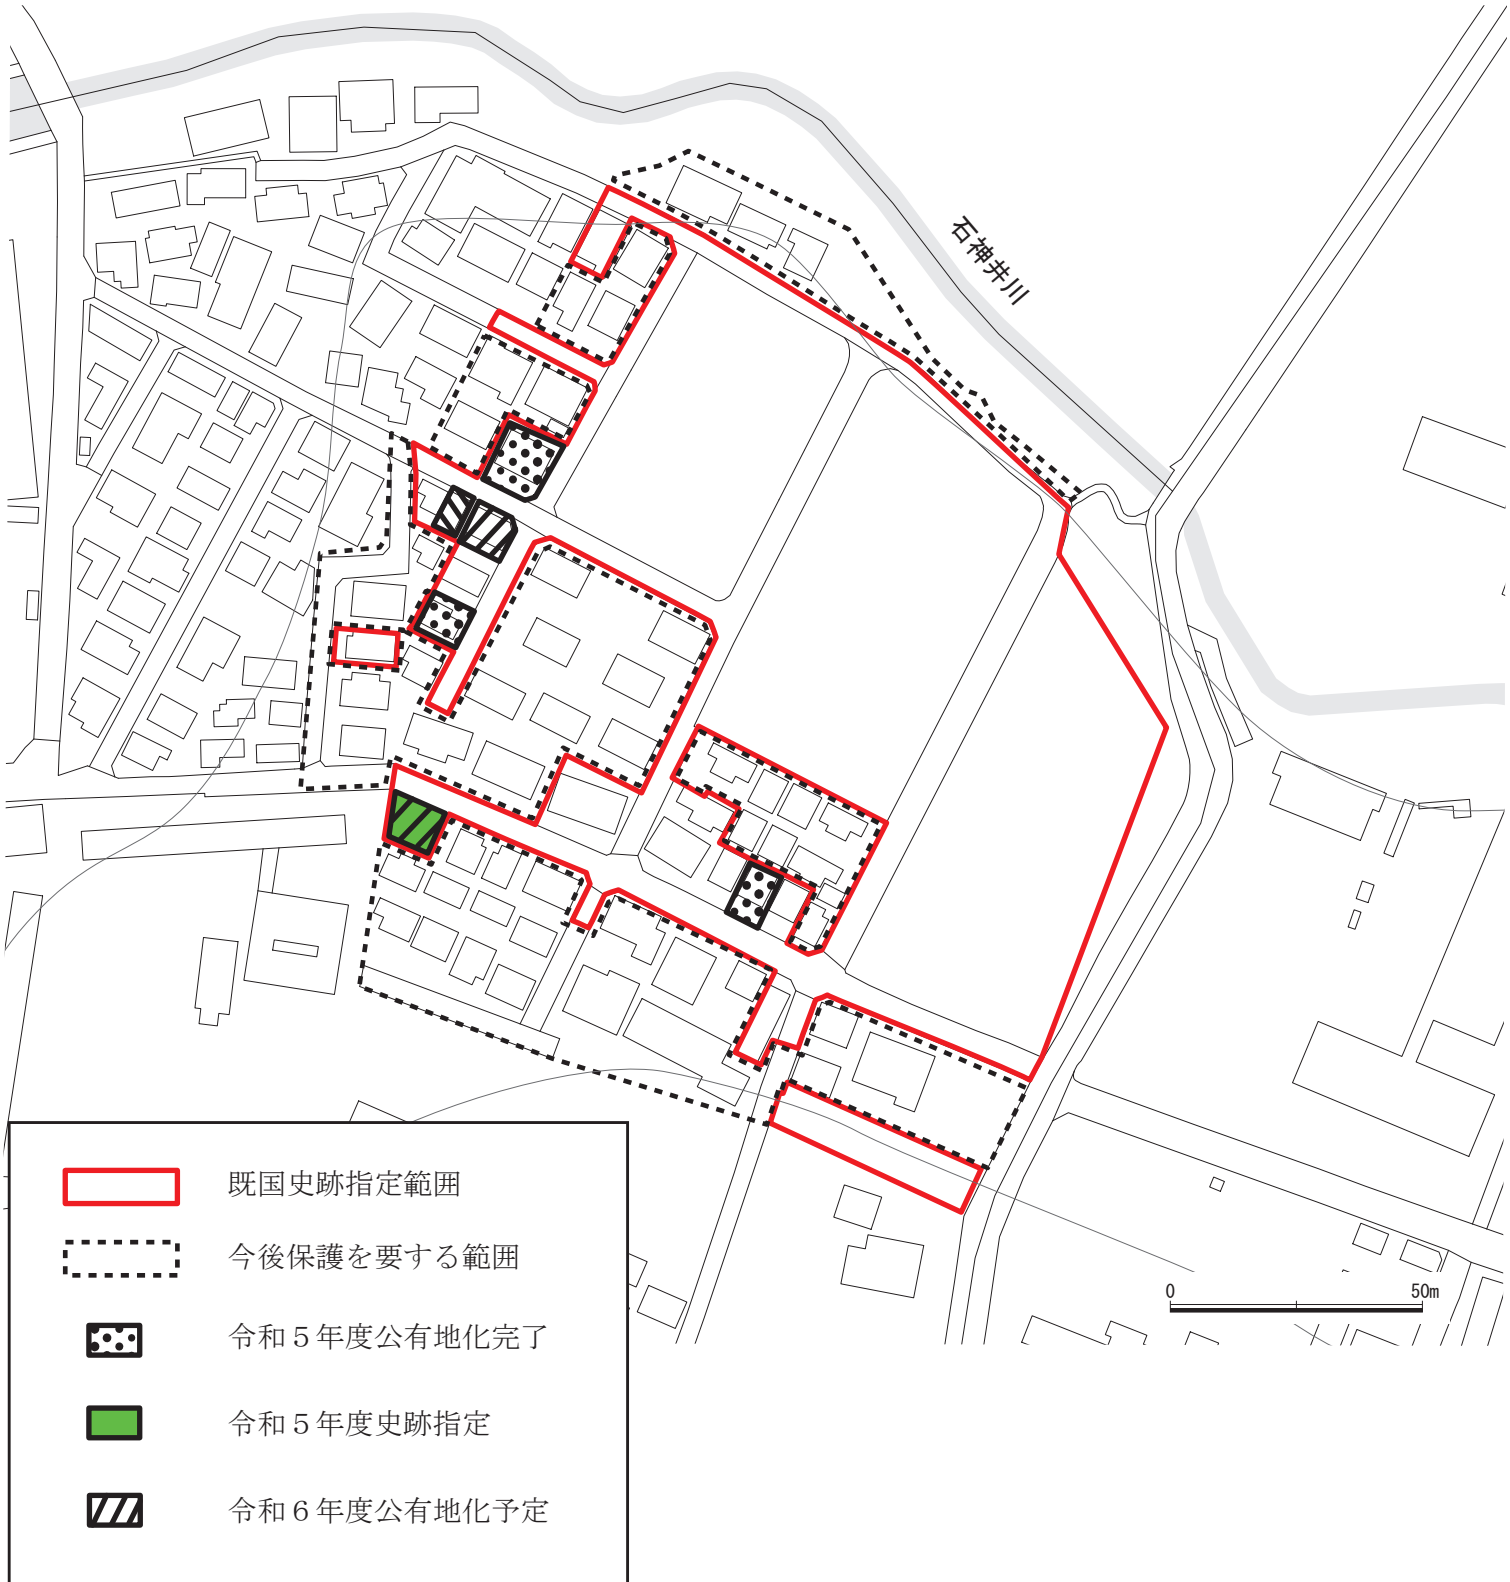 石神井川
既国史跡指定範囲
今後保護を要する範囲
令和５年度公有地化完了
令和５年度史跡指定
令和６年度公有地化予定
0 50m